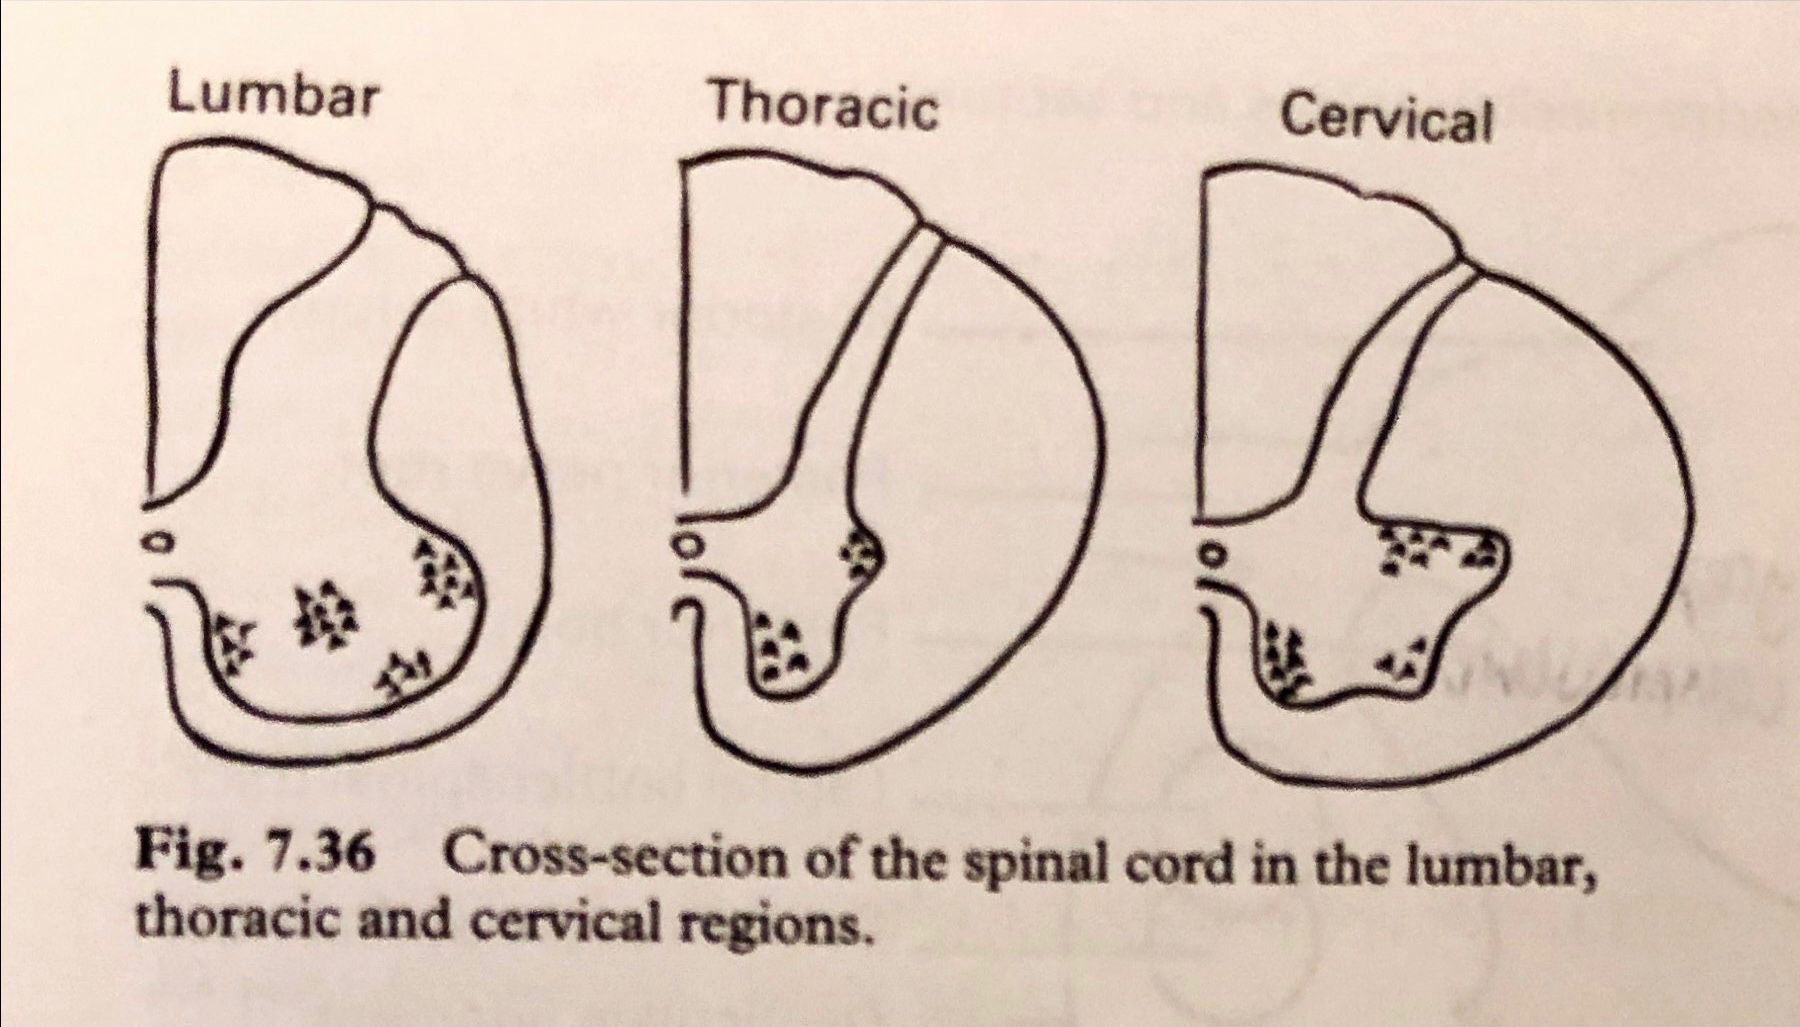 Lumbar
Thoracic
Cervical
Fig. 7.36 Cross-section of the spinal cord in the lumbar,
thoracic and cervical regions.